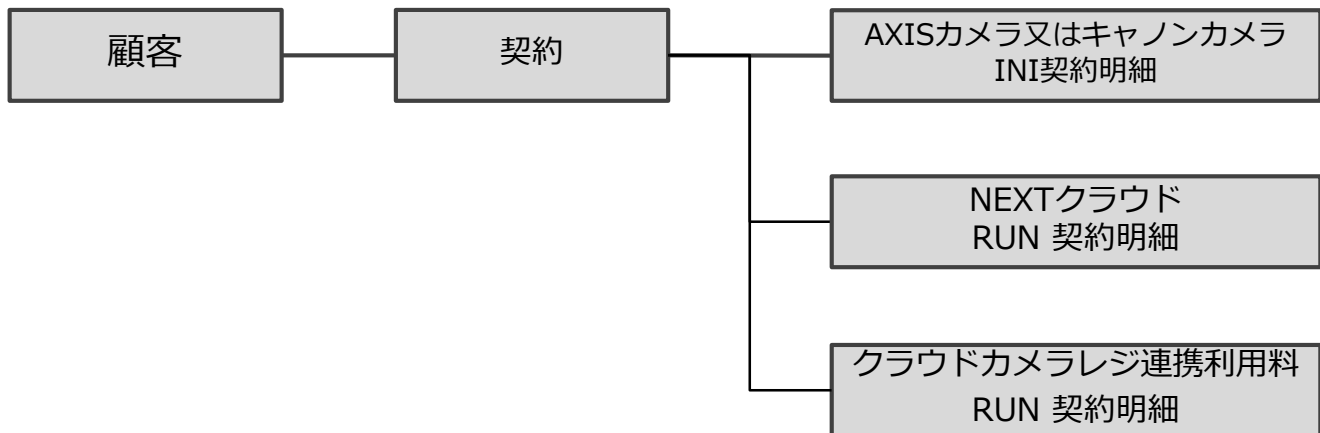 顧客
契約
AXISカメラ又はキャノンカメラ
INI契約明細
NEXTクラウド
RUN 契約明細
クラウドカメラレジ連携利用料
RUN 契約明細